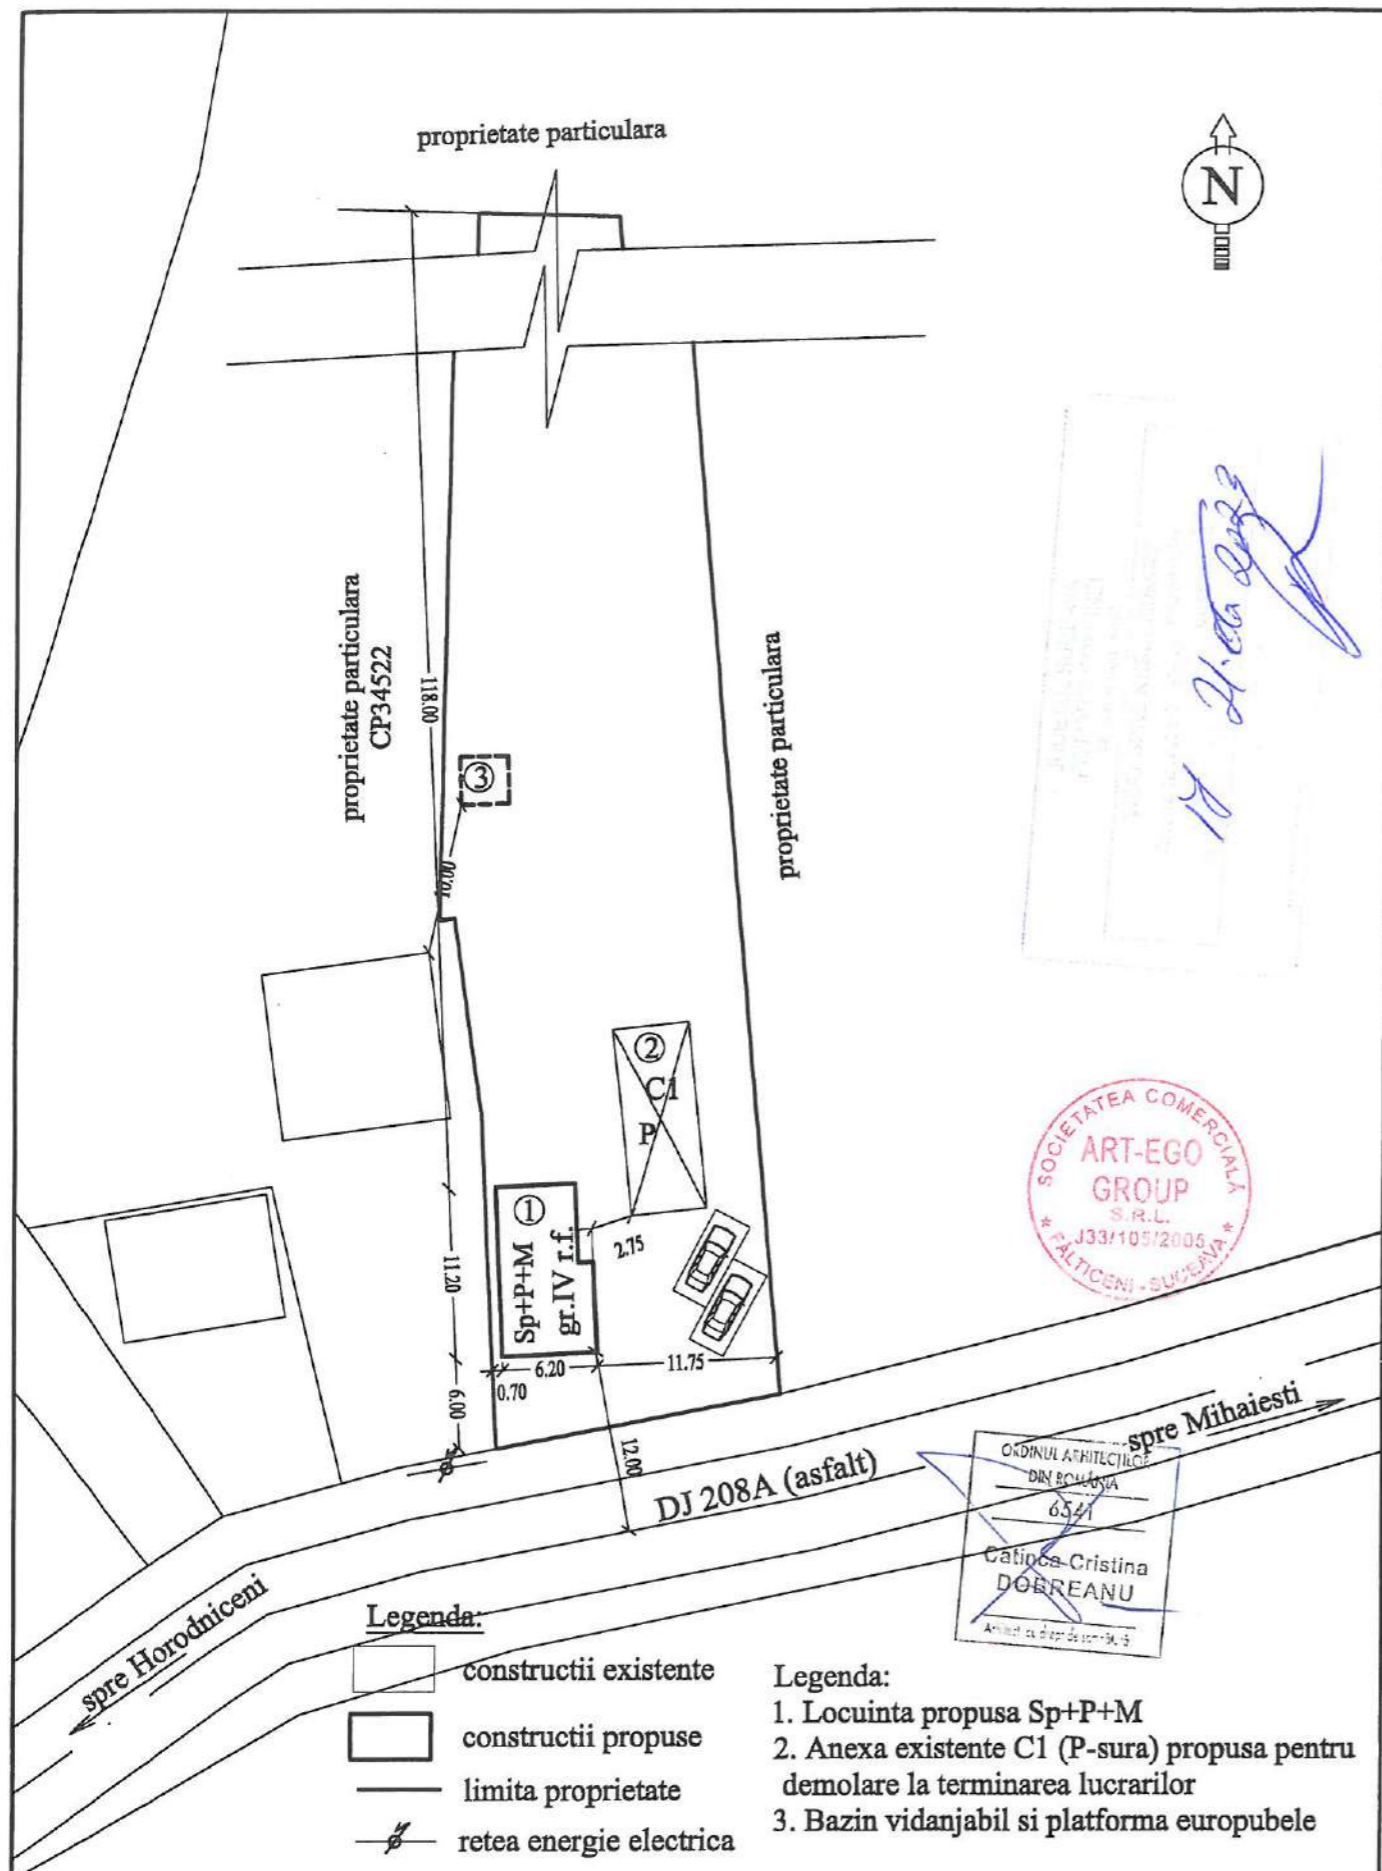 proprietate particulara
N
proprietate particulara
CP34522
118.00
proprietate particulara
3
10.00
2
C1
P
1
Sp+P+M
gr.IV r.f.
2.75
11.20
6.20
11.75
0.70
6.00
12.00
SOCIETATEA COMERCIALĂ
ART-EGO
GROUP
S.R.L.
J33/105/2005
* FĂLTICENI - SUCEAVA *
spre Mihaiesti
DJ 208A (asfalt)
spre Horodniceni
ORDINUL ARHITECȚILOR
DIN ROMÂNIA
6541
Catinca-Cristina
DOBREANU
Legenda:
constructii existente
constructii propuse
limita proprietate
retea energie electrica
Legenda:
1. Locuinta propusa Sp+P+M
2. Anexa existente C1 (P-sura) propusa pentru
demolare la terminarea lucrarilor
3. Bazin vidanjabil si platforma europubele